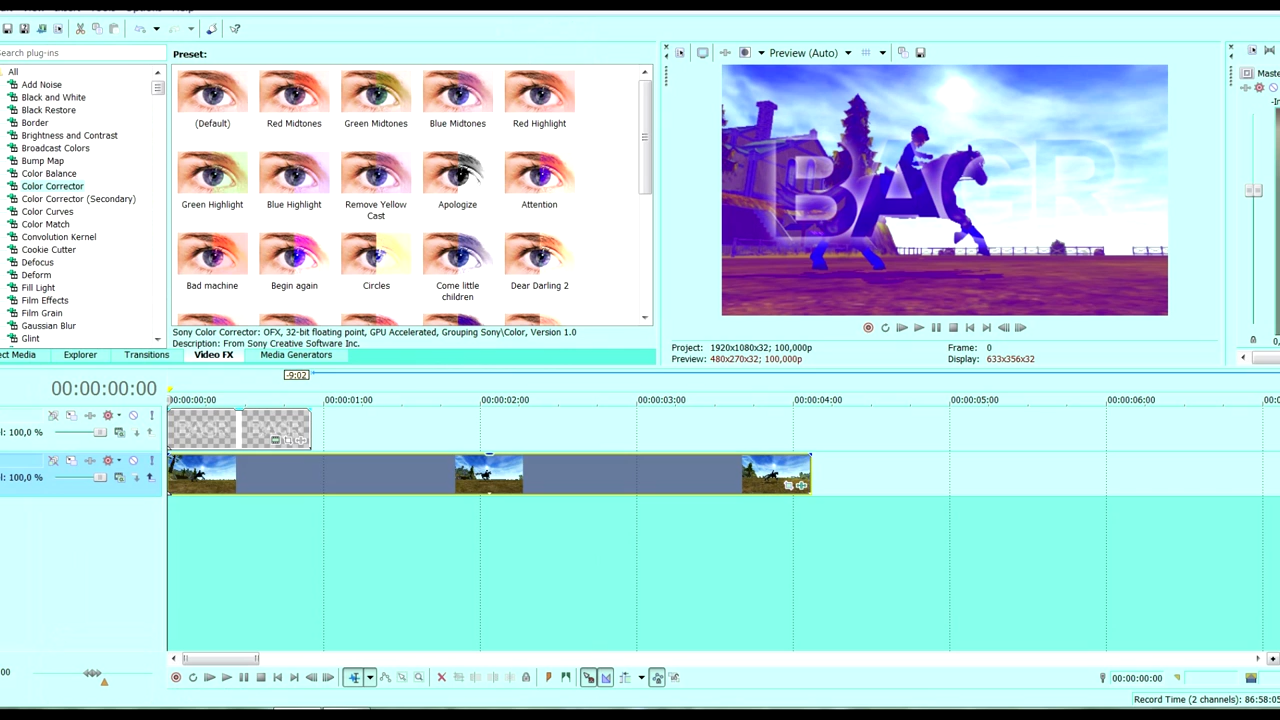 Search plug-ins
Preset:
Preview (Auto)
Master
All
Add Noise
Black and White
Black Restore
Border
Brightness and Contrast
Broadcast Colors
Bump Map
Color Balance
Color Corrector
Color Corrector (Secondary)
Color Curves
Color Match
Convolution Kernel
Cookie Cutter
Defocus
Deform
Fill Light
Film Effects
Film Grain
Gaussian Blur
Glint
(Default)
Red Midtones
Green Midtones
Blue Midtones
Red Highlight
Green Highlight
Blue Highlight
Remove Yellow
Cast
Apologize
Attention
Bad machine
Begin again
Circles
Come little
children
Dear Darling 2
Sony Color Corrector: OFX, 32-bit floating point, GPU Accelerated, Grouping Sony\Color, Version 1.0
Description: From Sony Creative Software Inc.
ect Media
Explorer
Transitions
Video FX
Media Generators
BACR
Project: 1920x1080x32; 100,000p
Preview: 480x270x32; 100,000p
Frame: 0
Display: 633x356x32
00:00:00:00
-9:02
00:00:00:00
00:00:01:00
00:00:02:00
00:00:03:00
00:00:04:00
00:00:05:00
00:00:06:00
el: 100,0 %
el: 100,0 %
00:00:00:00
Record Time (2 channels): 86:58:05